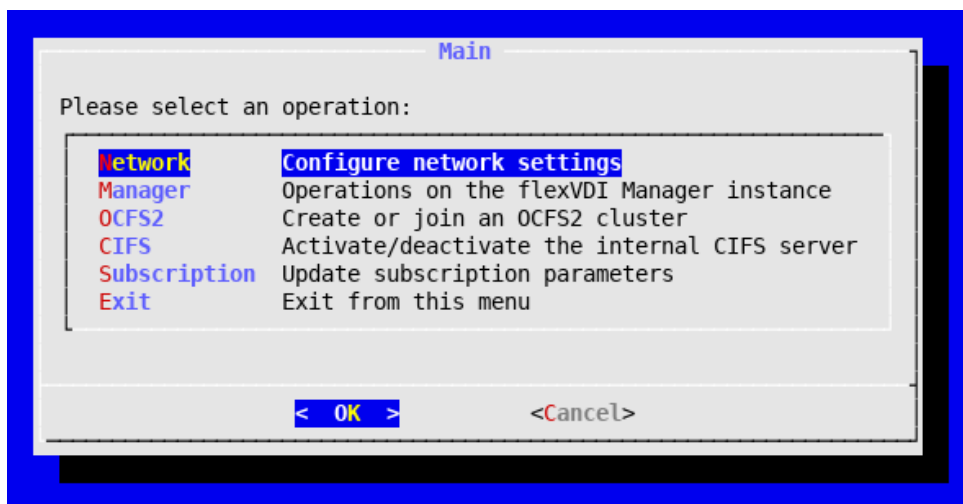 Main
Please select an operation:
Network Configure network settings
Manager Operations on the flexVDI Manager instance
OCFS2 Create or join an OCFS2 cluster
CIFS Activate/deactivate the internal CIFS server
Subscription Update subscription parameters
Exit Exit from this menu
< OK > <Cancel>